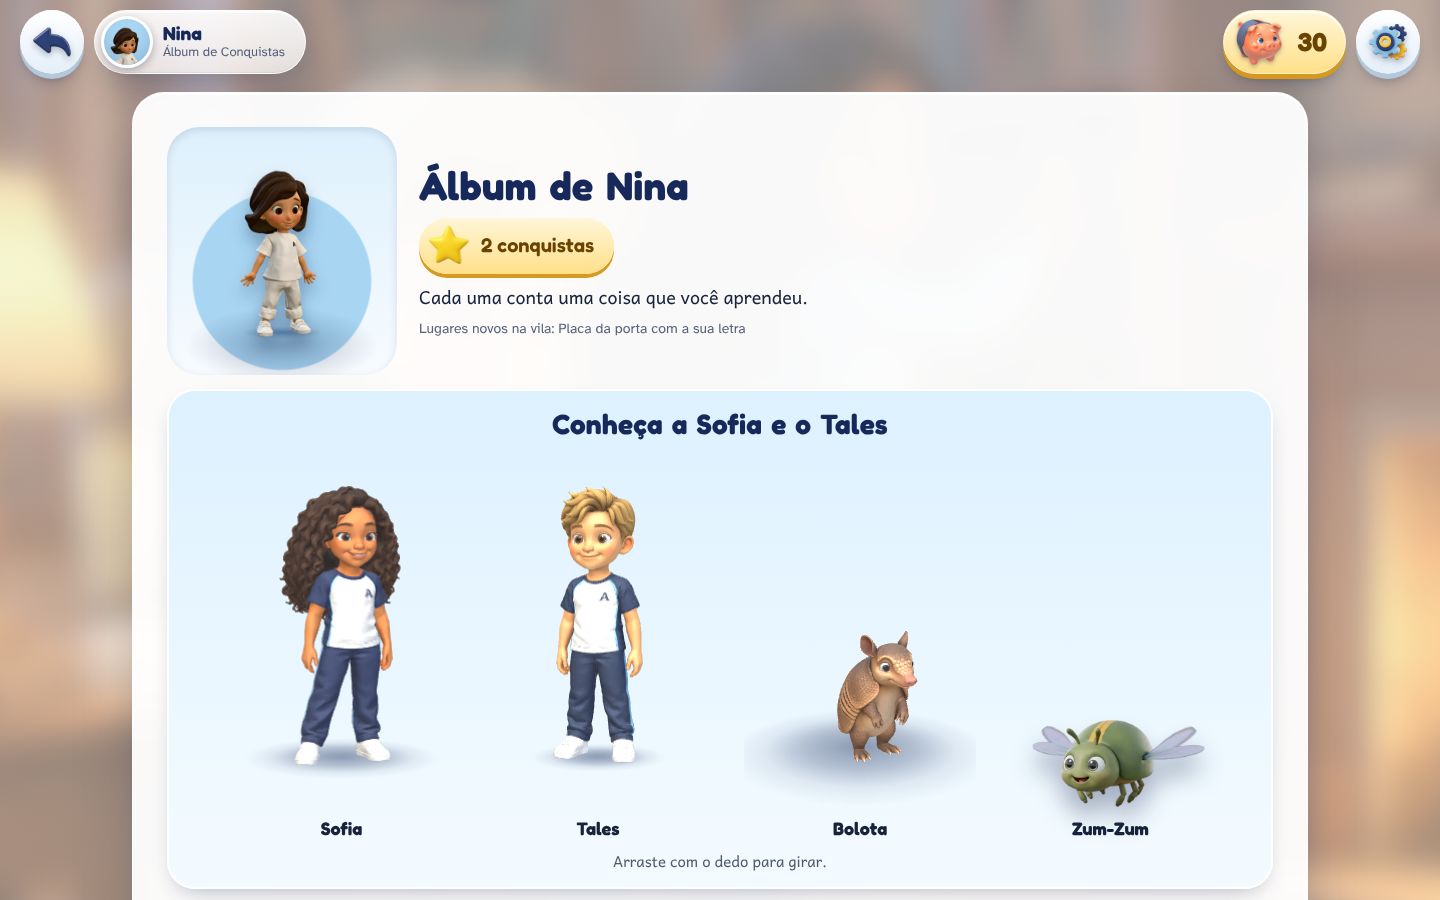 Nina
Álbum de Conquistas
30
Álbum de Nina
2 conquistas
Cada uma conta uma coisa que você aprendeu.
Lugares novos na vila: Placa da porta com a sua letra
Conheça a Sofia e o Tales
A
A
Sofia
Tales
Bolota
Zum-Zum
Arraste com o dedo para girar.